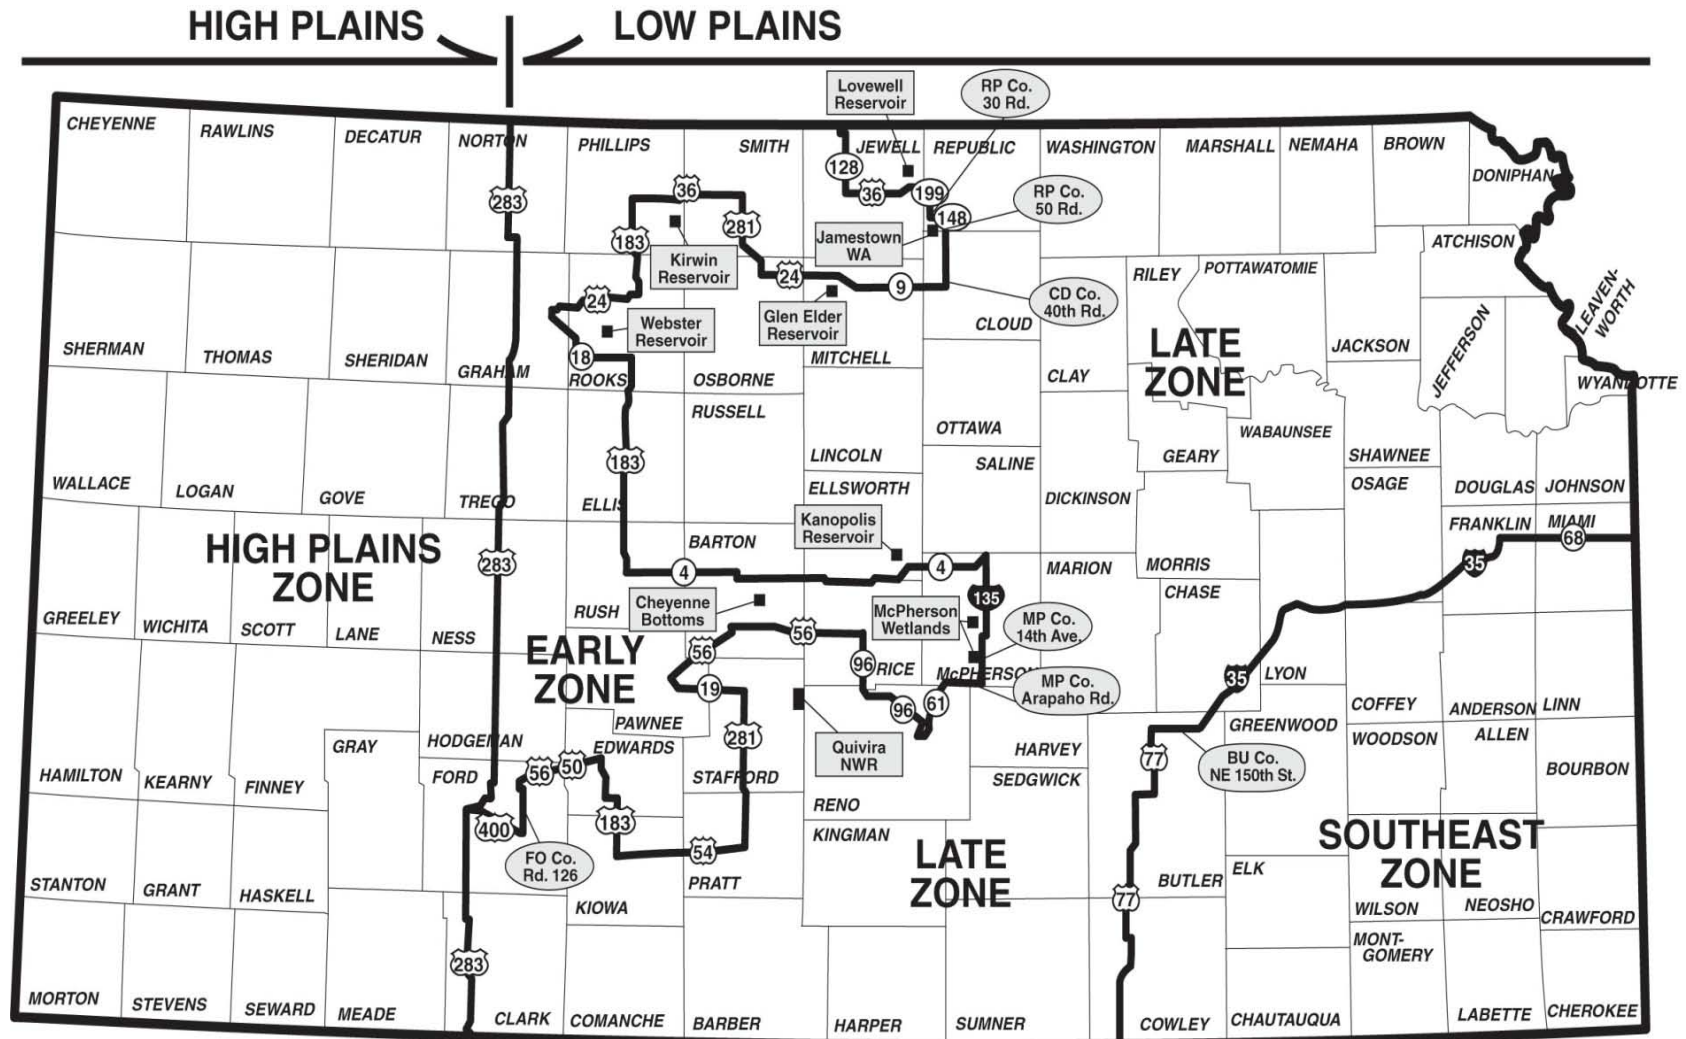 HIGH PLAINS
LOW PLAINS
Lovewell
Reservoir
RP Co.
30 Rd.
CHEYENNE
RAWLINS
DECATUR
NORTON
PHILLIPS
SMITH
JEWELL
REPUBLIC
WASHINGTON
MARSHALL
NEMAHA
BROWN
DONIPHAN
128
36
36
199
283
RP Co.
50 Rd.
148
281
183
Jamestown
WA
ATCHISON
Kirwin
Reservoir
24
9
RILEY
POTTAWATOMIE
LEAVEN-
WORTH
24
Webster
Reservoir
Glen Elder
Reservoir
CD Co.
40th Rd.
CLOUD
SHERMAN
THOMAS
SHERIDAN
GRAHAM
18
ROOKS
OSBORNE
MITCHELL
CLAY
LATE
ZONE
JACKSON
JEFFERSON
WYANDOTTE
RUSSELL
OTTAWA
WABAUNSEE
183
LINCOLN
SALINE
GEARY
SHAWNEE
WALLACE
LOGAN
GOVE
TREGO
ELLIS
ELLSWORTH
DICKINSON
OSAGE
DOUGLAS
JOHNSON
Kanopolis
Reservoir
FRANKLIN
MIAMI
68
HIGH PLAINS
ZONE
283
BARTON
4
4
MARION
MORRIS
35
CHASE
135
GREELEY
WICHITA
SCOTT
LANE
NESS
RUSH
Cheyenne
Bottoms
McPherson
Wetlands
MP Co.
14th Ave.
EARLY
ZONE
56
56
96
RICE
McPHERSON
MP Co.
Arapaho Rd.
35
LYON
19
96
61
COFFEY
ANDERSON
LINN
PAWNEE
281
GREENWOOD
GRAY
HODGEMAN
EDWARDS
Quivira
NWR
HARVEY
WOODSON
ALLEN
HAMILTON
KEARNY
FINNEY
FORD
56
50
STAFFORD
SEDGWICK
77
BU Co.
NE 150th St.
BOURBON
RENO
400
183
54
KINGMAN
LATE
ZONE
SOUTHEAST
ZONE
FO Co.
Rd. 126
STANTON
GRANT
HASKELL
PRATT
BUTLER
ELK
KIOWA
77
WILSON
NEOSHO
CRAWFORD
MONT-
GOMERY
283
MORTON
STEVENS
SEWARD
MEADE
CLARK
COMANCHE
BARBER
HARPER
SUMNER
COWLEY
CHAUTAUQUA
LABETTE
CHEROKEE